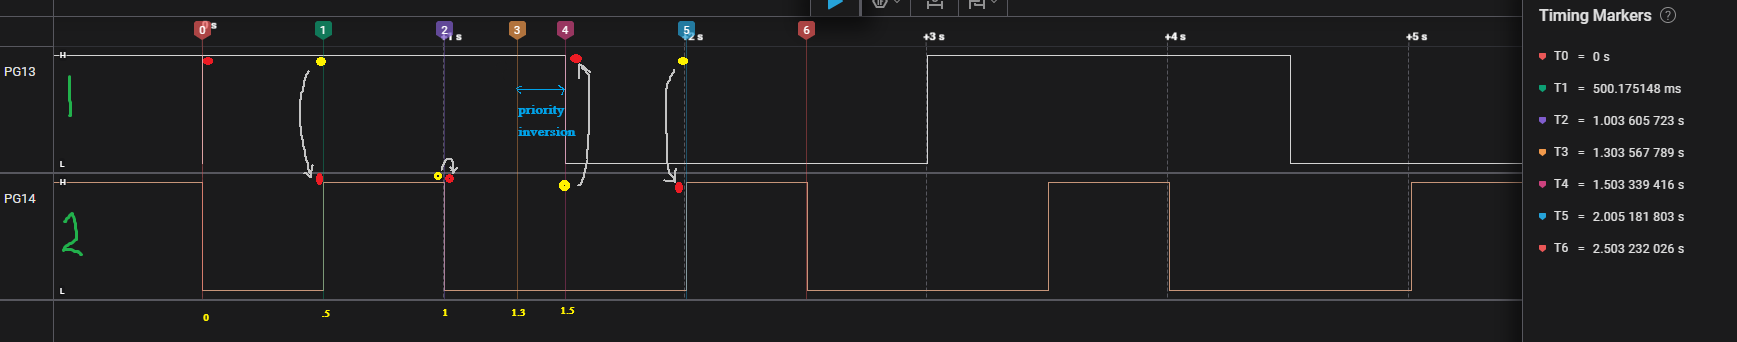 Timing Markers ?
0 s
1
2 1 s
3
4
5 2 s
6
+3 s
+4 s
+5 s
H
PG13
1
priority
inversion
L
H
PG14
2
L
0
.5
1
1.3
1.5
T0 = 0 s
T1 = 500.175148 ms
T2 = 1.003 605 723 s
T3 = 1.303 567 789 s
T4 = 1.503 339 416 s
T5 = 2.005 181 803 s
T6 = 2.503 232 026 s